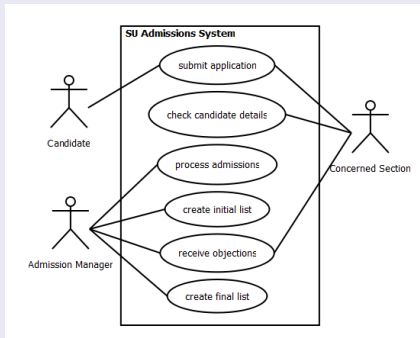 SU Admissions System
submit application
check candidate details
Candidate
Concerned Section
process admissions
create initial list
receive objections
Admission Manager
create final list